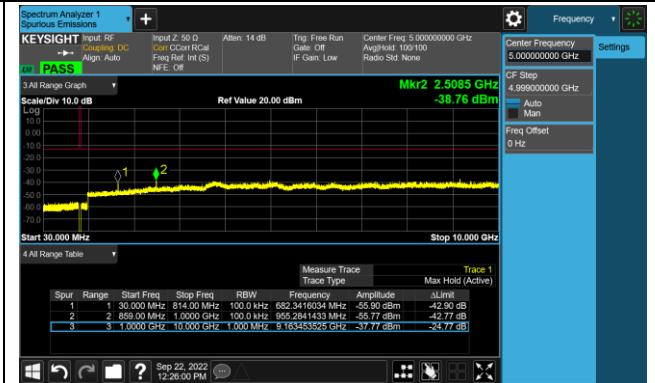 Spectrum Analyzer 1
Spurious Emissions
Frequency
KEYSIGHT Input: RF
Coupling: DC
Align: Auto
Input Z: 50 Ω
Corr CCorr RCal
Freq Ref: Int (S)
NFE: Off
Atten: 14 dB
Trig: Free Run
Gate: Off
IF Gain: Low
Center Freq: 5.000000000 GHz
Avg|Hold: 100/100
Radio Std: None
PASS
Center Frequency
5.000000000 GHz
Settings
CF Step
4.999000000 GHz
Auto
Man
Freq Offset
0 Hz
3 All Range Graph
Mkr2 2.5085 GHz
-38.76 dBm
Scale/Div 10.0 dB
Ref Value 20.00 dBm
Log
10.0
0.00
-10.0
-20.0
-30.0
-40.0
-50.0
-60.0
-70.0
1
2
Start 30.000 MHz
Stop 10.000 GHz
4 All Range Table
Measure Trace Trace 1
Trace Type Max Hold (Active)
Spur Range Start Freq Stop Freq RBW Frequency Amplitude ΔLimit
1 1 30.000 MHz 814.00 MHz 100.0 kHz 682.3416034 MHz -55.90 dBm -42.90 dB
2 2 859.00 MHz 1.0000 GHz 100.0 kHz 955.2841433 MHz -55.77 dBm -42.77 dB
3 3 1.0000 GHz 10.000 GHz 1.000 MHz 9.163453525 GHz -37.77 dBm -24.77 dB
?
Sep 22, 2022
12:26:00 PM